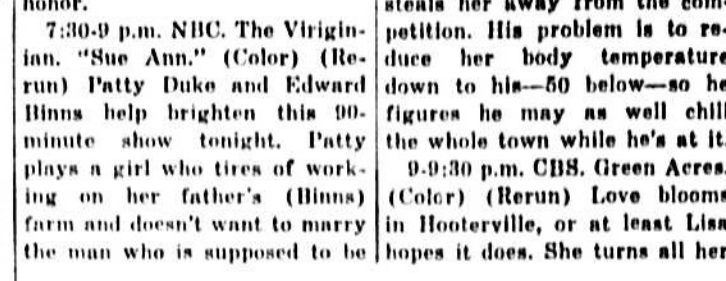 honor.
7:30-9 p.m. NBC. The Virigin-
ian. "Sue Ann." (Color) (Re-
run) Patty Duke and Edward
Binns help brighten this 90-
minute show tonight. Patty
plays a girl who tires of work-
ing on her father's (Binns)
farm and doesn't want to marry
the man who is supposed to be
steals her away from the com-
petition. His problem is to re-
duce her body temperature
down to his—50 below—so he
figures he may as well chill
the whole town while he's at it.
9-9:30 p.m. CBS. Green Acres.
(Color) (Rerun) Love blooms
in Hooterville, or at least Lisa
hopes it does. She turns all her